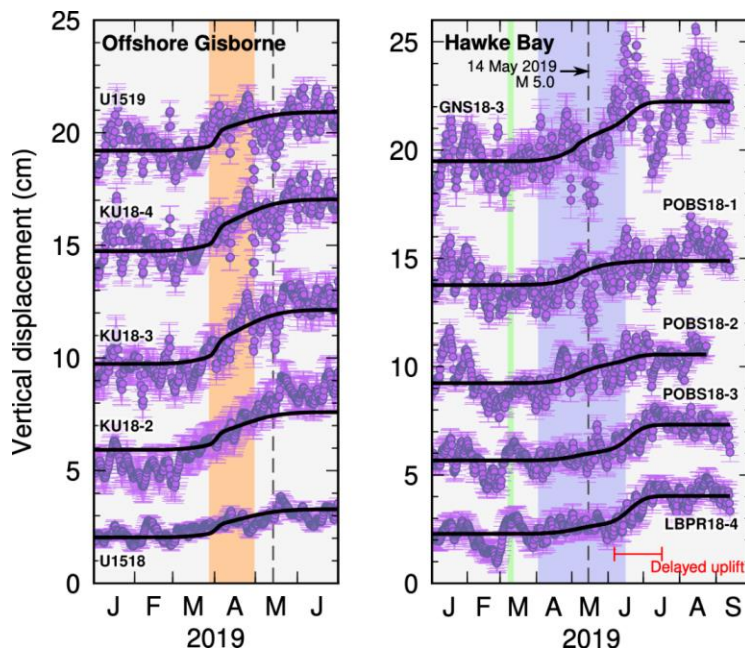 Offshore Gisborne
Hawke Bay
Vertical displacement (cm)
25
20
15
10
5
0
U1519
KU18-4
KU18-3
KU18-2
U1518
J F M A M J
2019
25
20
15
10
5
0
14 May 2019
M 5.0
GNS18-3
POBS18-1
POBS18-2
POBS18-3
LBPR18-4
Delayed uplift
J F M A M J J A S
2019